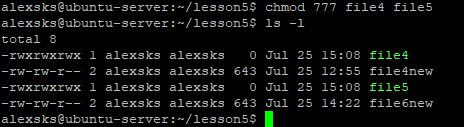 alexsks@ubuntu-server:~/lesson5$ chmod 777 file4 file5
alexsks@ubuntu-server:~/lesson5$ ls -l
total 8
-rwxrwxrwx 1 alexsks alexsks   0 Jul 25 15:08 file4
-rw-rw-r-- 2 alexsks alexsks 643 Jul 25 12:55 file4new
-rwxrwxrwx 1 alexsks alexsks   0 Jul 25 15:08 file5
-rw-rw-r-- 2 alexsks alexsks 643 Jul 25 14:22 file6new
alexsks@ubuntu-server:~/lesson5$